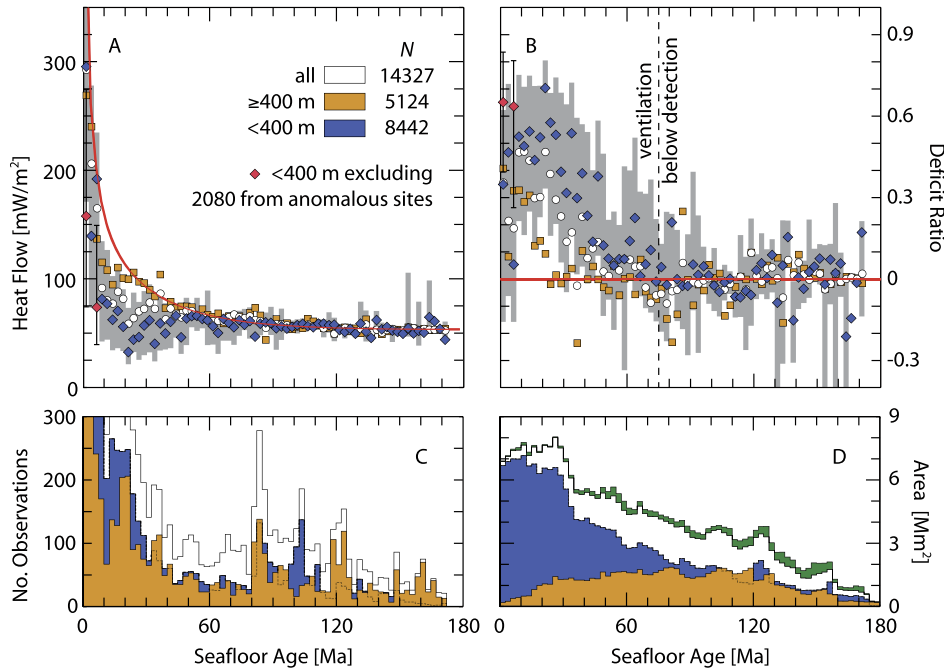 A
N
all 14327
≥400 m 5124
<400 m 8442
<400 m excluding
2080 from anomalous sites
Heat Flow [mW/m²]
300
200
100
0
B
ventilation
below detection
0.9
0.6
0.3
0
-0.3
Deficit Ratio
C
No. Observations
300
200
100
0
0 60 120 180
Seafloor Age [Ma]
D
9
6
3
0
Area [Mm²]
60 120 180
Seafloor Age [Ma]